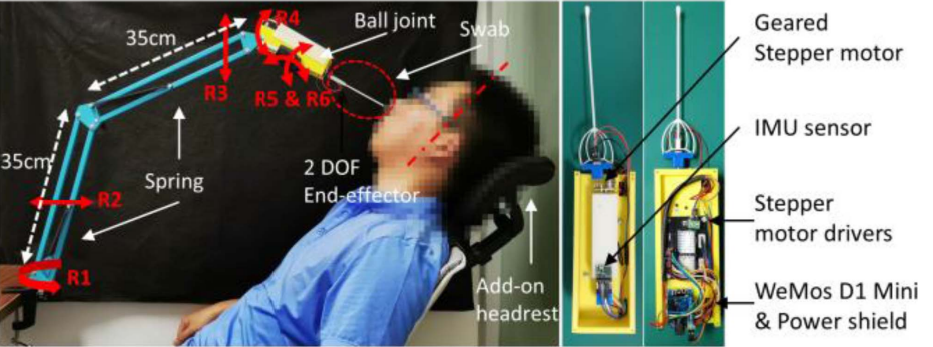 35cm
R4
Ball joint
Swab
R3
R5 & R6
35cm
Spring
2 DOF
End-effector
R2
R1
Add-on
headrest
Geared
Stepper motor
IMU sensor
Stepper
motor drivers
WeMos D1 Mini
& Power shield